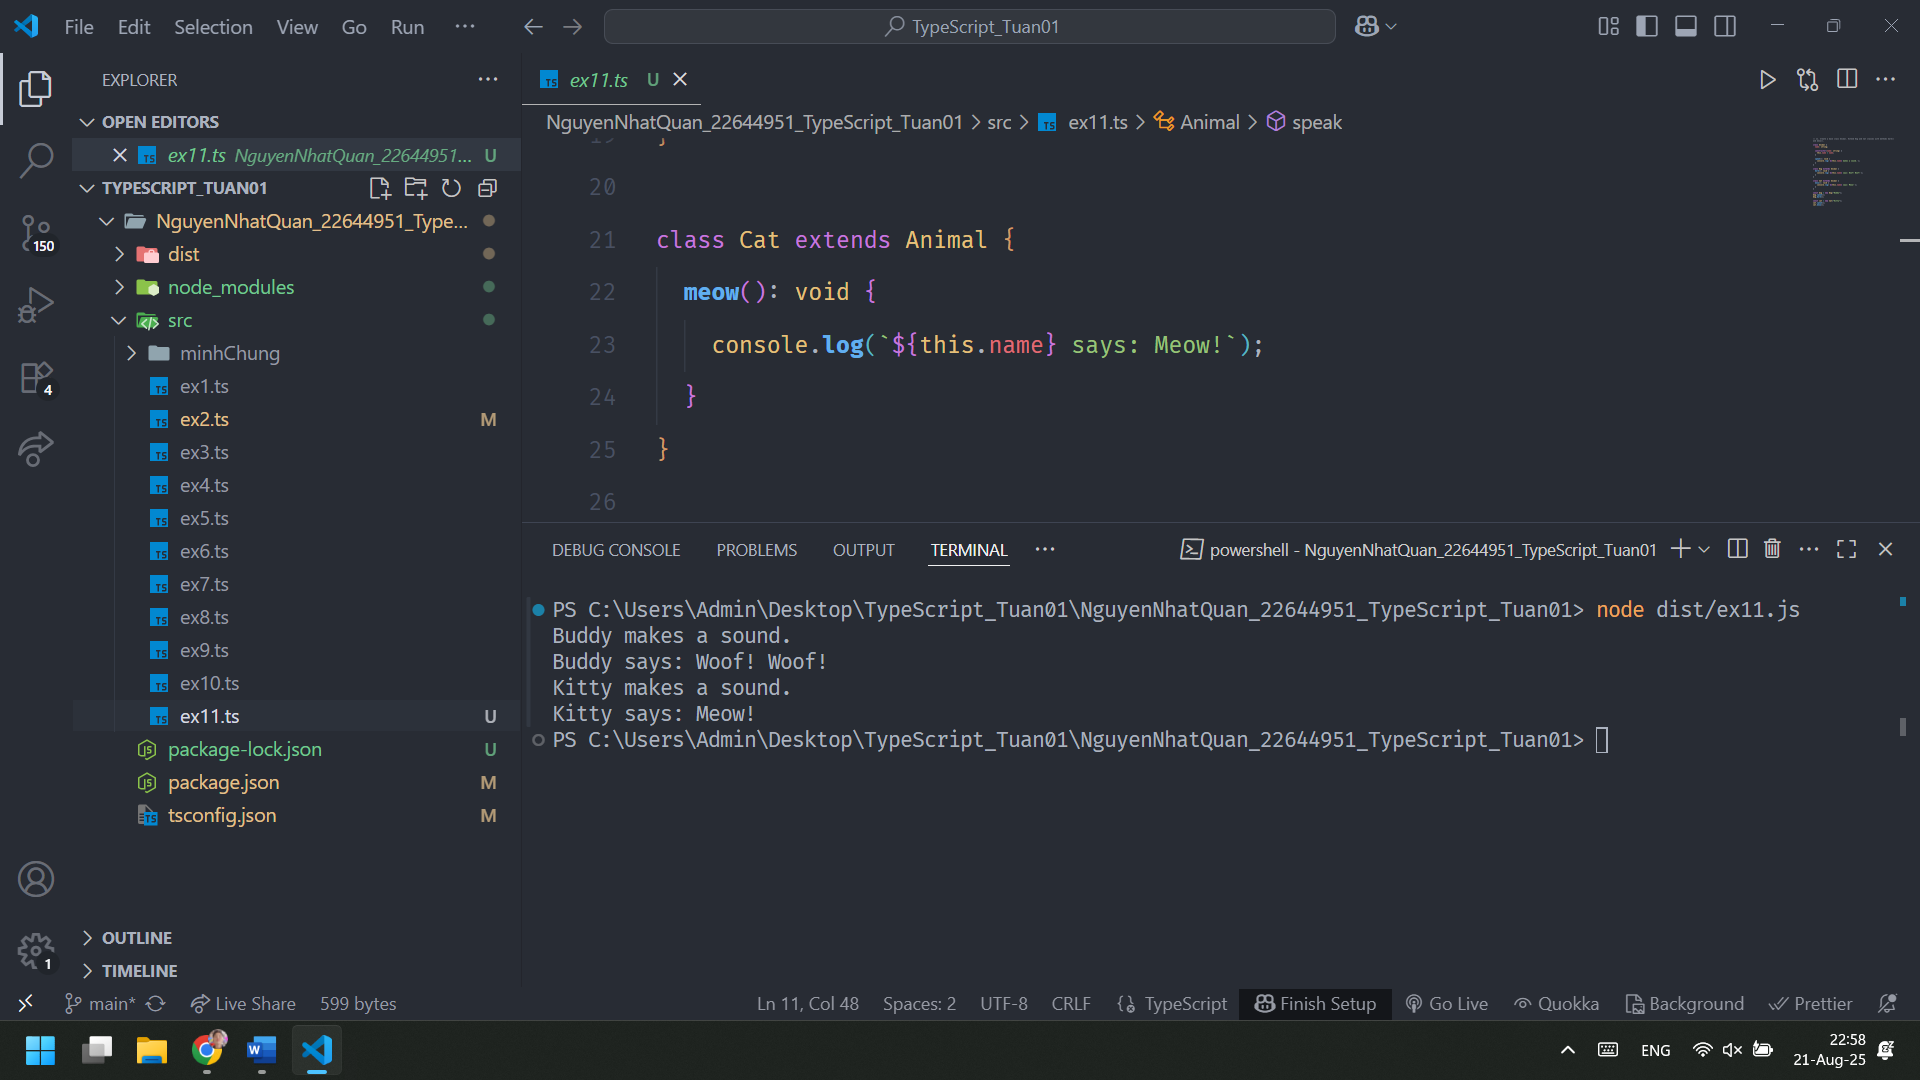 File Edit Selection View Go Run ··· TypeScript_Tuan01
EXPLORER ···
OPEN EDITORS
ex11.ts NguyenNhatQuan_22644951... U
TYPESCRIPT_TUAN01
NguyenNhatQuan_22644951_Type...
dist
node_modules
src
minhChung
ex1.ts
ex2.ts M
ex3.ts
ex4.ts
ex5.ts
ex6.ts
ex7.ts
ex8.ts
ex9.ts
ex10.ts
ex11.ts U
package-lock.json U
package.json M
tsconfig.json M
OUTLINE
TIMELINE
150
4
1
ex11.ts U
NguyenNhatQuan_22644951_TypeScript_Tuan01 > src > ex11.ts > Animal > speak
19 }
20
21 class Cat extends Animal {
22 meow(): void {
23 console.log(`${this.name} says: Meow!`);
24 }
25 }
26
DEBUG CONSOLE PROBLEMS OUTPUT TERMINAL ··· powershell - NguyenNhatQuan_22644951_TypeScript_Tuan01
PS C:\Users\Admin\Desktop\TypeScript_Tuan01\NguyenNhatQuan_22644951_TypeScript_Tuan01> node dist/ex11.js
Buddy makes a sound.
Buddy says: Woof! Woof!
Kitty makes a sound.
Kitty says: Meow!
PS C:\Users\Admin\Desktop\TypeScript_Tuan01\NguyenNhatQuan_22644951_TypeScript_Tuan01>
main* Live Share 599 bytes Ln 11, Col 48 Spaces: 2 UTF-8 CRLF {} TypeScript Finish Setup Go Live Quokka Background Prettier
ENG 22:58
21-Aug-25